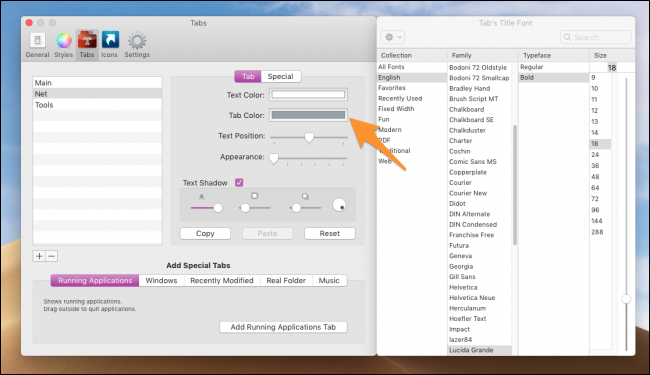 Tabs
General
Styles
Tabs
Icons
Settings
Main
Net
Tools
Tab
Special
Text Color:
Tab Color:
Text Position:
Appearance:
Text Shadow
Copy
Paste
Reset
+ −
Add Special Tabs
Running Applications
Windows
Recently Modified
Real Folder
Music
Shows running applications.
Drag outside to quit applications.
Add Running Applications Tab
Tab's Title Font
Search
Collection
All Fonts
English
Favorites
Recently Used
Fixed Width
Fun
Modern
PDF
Web
Family
Bodoni 72 Oldstyle
Bodoni 72 Smallcap
Bradley Hand
Brush Script MT
Chalkboard
Chalkboard SE
Chalkduster
Charter
Cochin
Comic Sans MS
Copperplate
Courier
Courier New
Didot
DIN Alternate
DIN Condensed
Franchise Free
Futura
Geneva
Georgia
Gill Sans
Helvetica
Helvetica Neue
Herculanum
Hoefler Text
Impact
lazer84
Lucida Grande
Typeface
Regular
Bold
Size
18
9
10
11
12
13
14
18
24
36
48
64
72
96
144
288